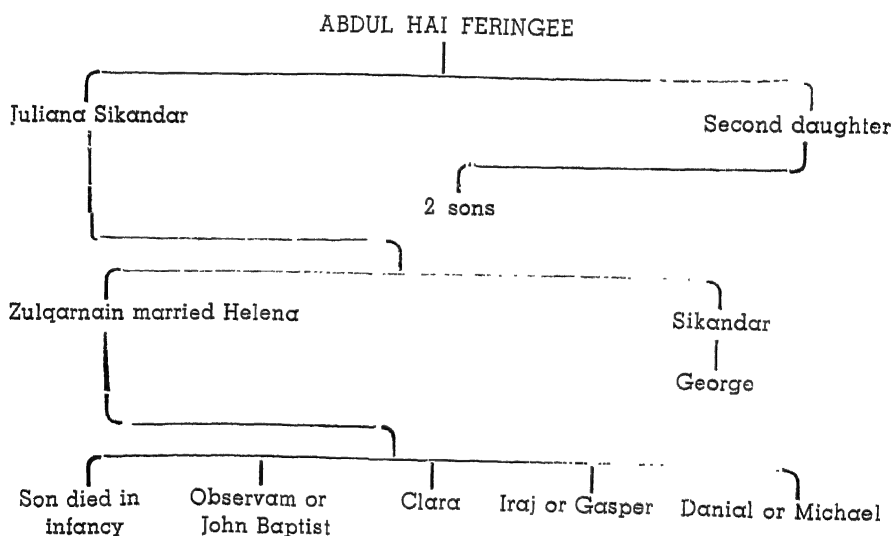 ABDUL HAI FERINGEE
Juliana Sikandar
Second daughter
2 sons
Zulqarnain married Helena
Sikandar
George
Son died in
infancy
Observam or
John Baptist
Clara
Iraj or Gasper
Danial or Michael